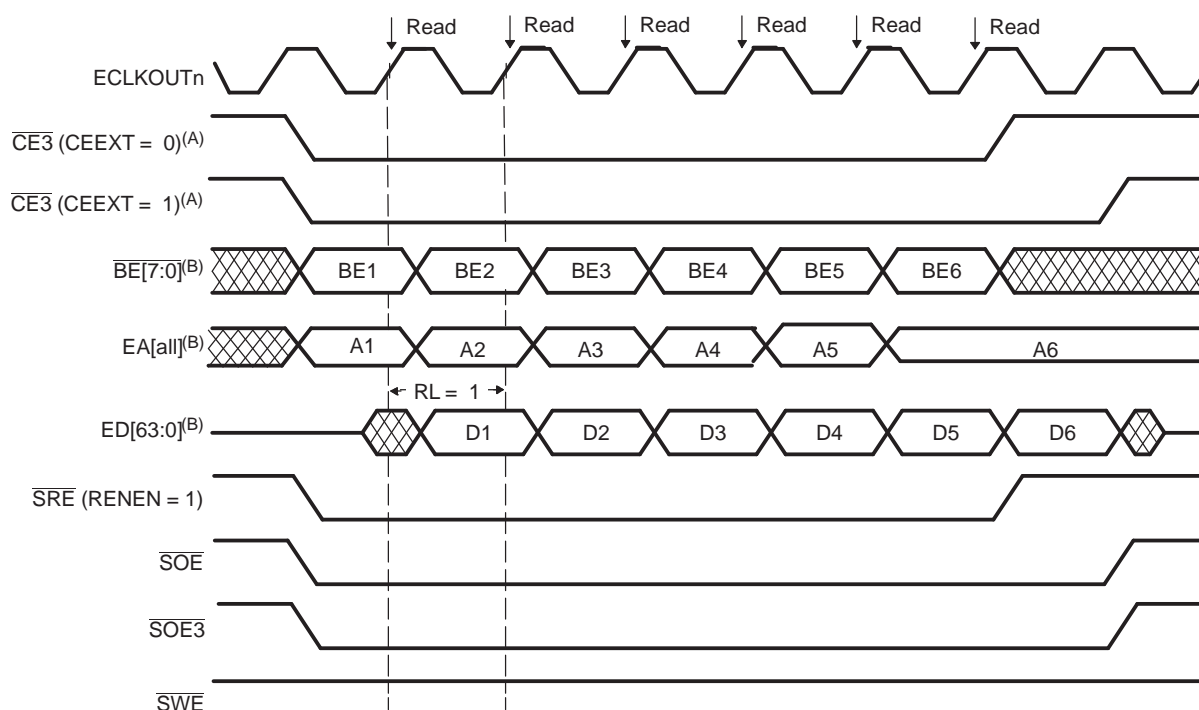 Read Read Read Read Read Read
ECLKOUTn
CE3 (CEEXT = 0)(A)
CE3 (CEEXT = 1)(A)
BE[7:0](B) BE1 BE2 BE3 BE4 BE5 BE6
EA[all](B) A1 A2 A3 A4 A5 A6
RL = 1
ED[63:0](B) D1 D2 D3 D4 D5 D6
SRE (RENEN = 1)
SOE
SOE3
SWE